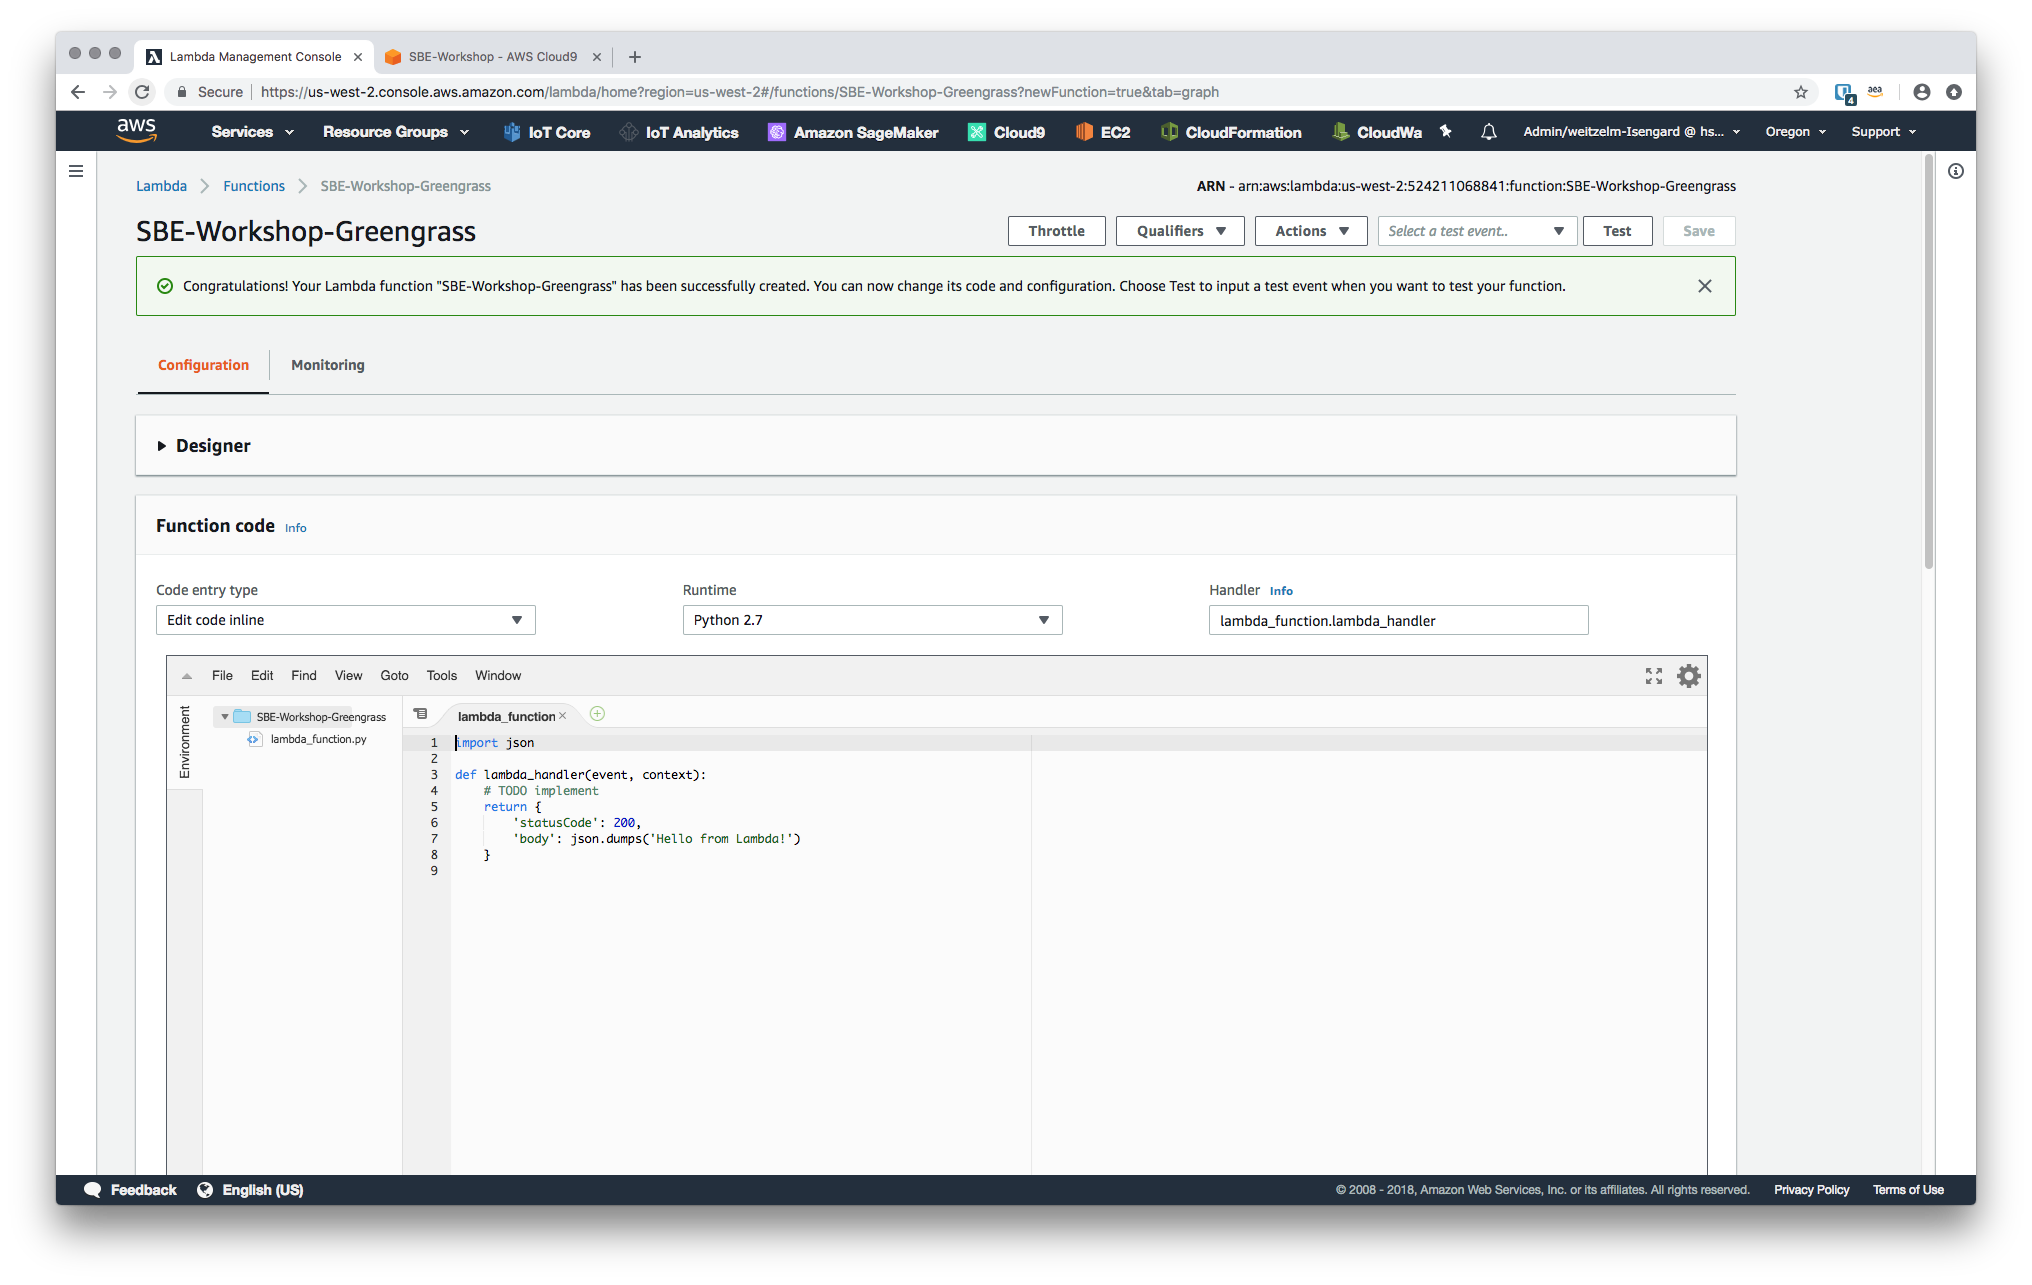 Lambda Management Console
SBE-Workshop - AWS Cloud9
Secure https://us-west-2.console.aws.amazon.com/lambda/home?region=us-west-2#/functions/SBE-Workshop-Greengrass?newFunction=true&tab=graph
4 aea
aws Services Resource Groups IoT Core IoT Analytics Amazon SageMaker Cloud9 EC2 CloudFormation CloudWa Admin/weitzelm-Isengard @ hs... Oregon Support
Lambda Functions SBE-Workshop-Greengrass
ARN - arn:aws:lambda:us-west-2:524211068841:function:SBE-Workshop-Greengrass
SBE-Workshop-Greengrass
Throttle Qualifiers Actions Select a test event.. Test Save
Congratulations! Your Lambda function "SBE-Workshop-Greengrass" has been successfully created. You can now change its code and configuration. Choose Test to input a test event when you want to test your function.
Configuration Monitoring
Designer
Function code Info
Code entry type Runtime Handler Info
Edit code inline Python 2.7 lambda_function.lambda_handler
File Edit Find View Goto Tools Window
Environment
SBE-Workshop-Greengrass
lambda_function.py
lambda_function
1 import json
2
3 def lambda_handler(event, context):
4     # TODO implement
5     return {
6         'statusCode': 200,
7         'body': json.dumps('Hello from Lambda!')
8     }
9
Feedback English (US)
© 2008 - 2018, Amazon Web Services, Inc. or its affiliates. All rights reserved. Privacy Policy Terms of Use